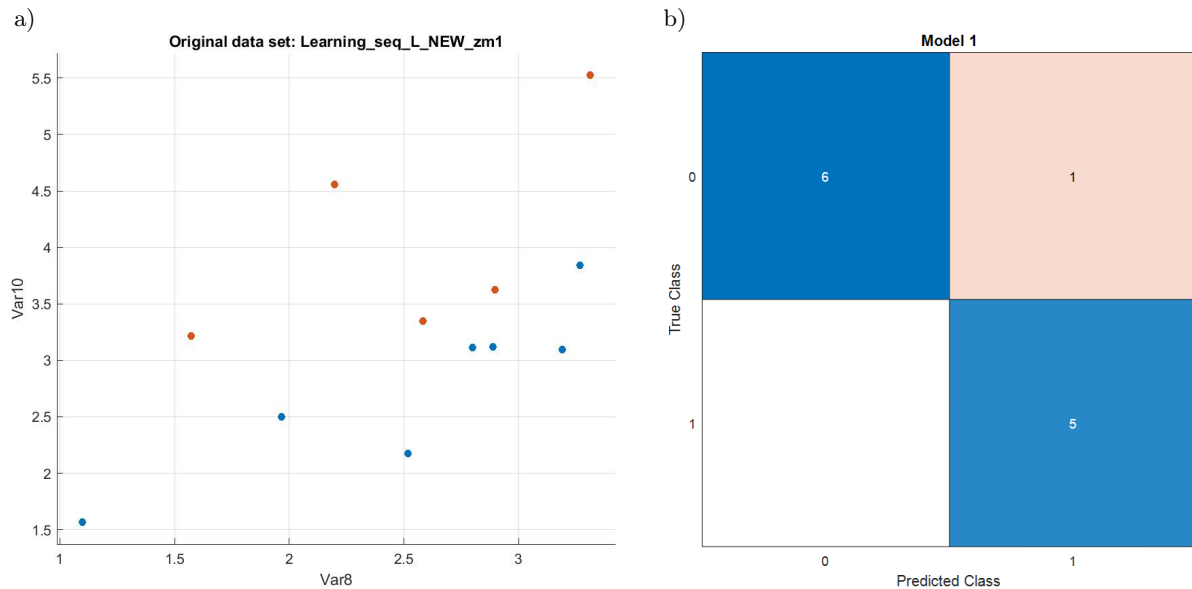 a)
Original data set: Learning_seq_L_NEW_zm1
5.5
5
4.5
4
3.5
3
2.5
2
1.5
Var10
1 1.5 2 2.5 3
Var8
b)
Model 1
True Class
0
6 1
1
5
0 1
Predicted Class